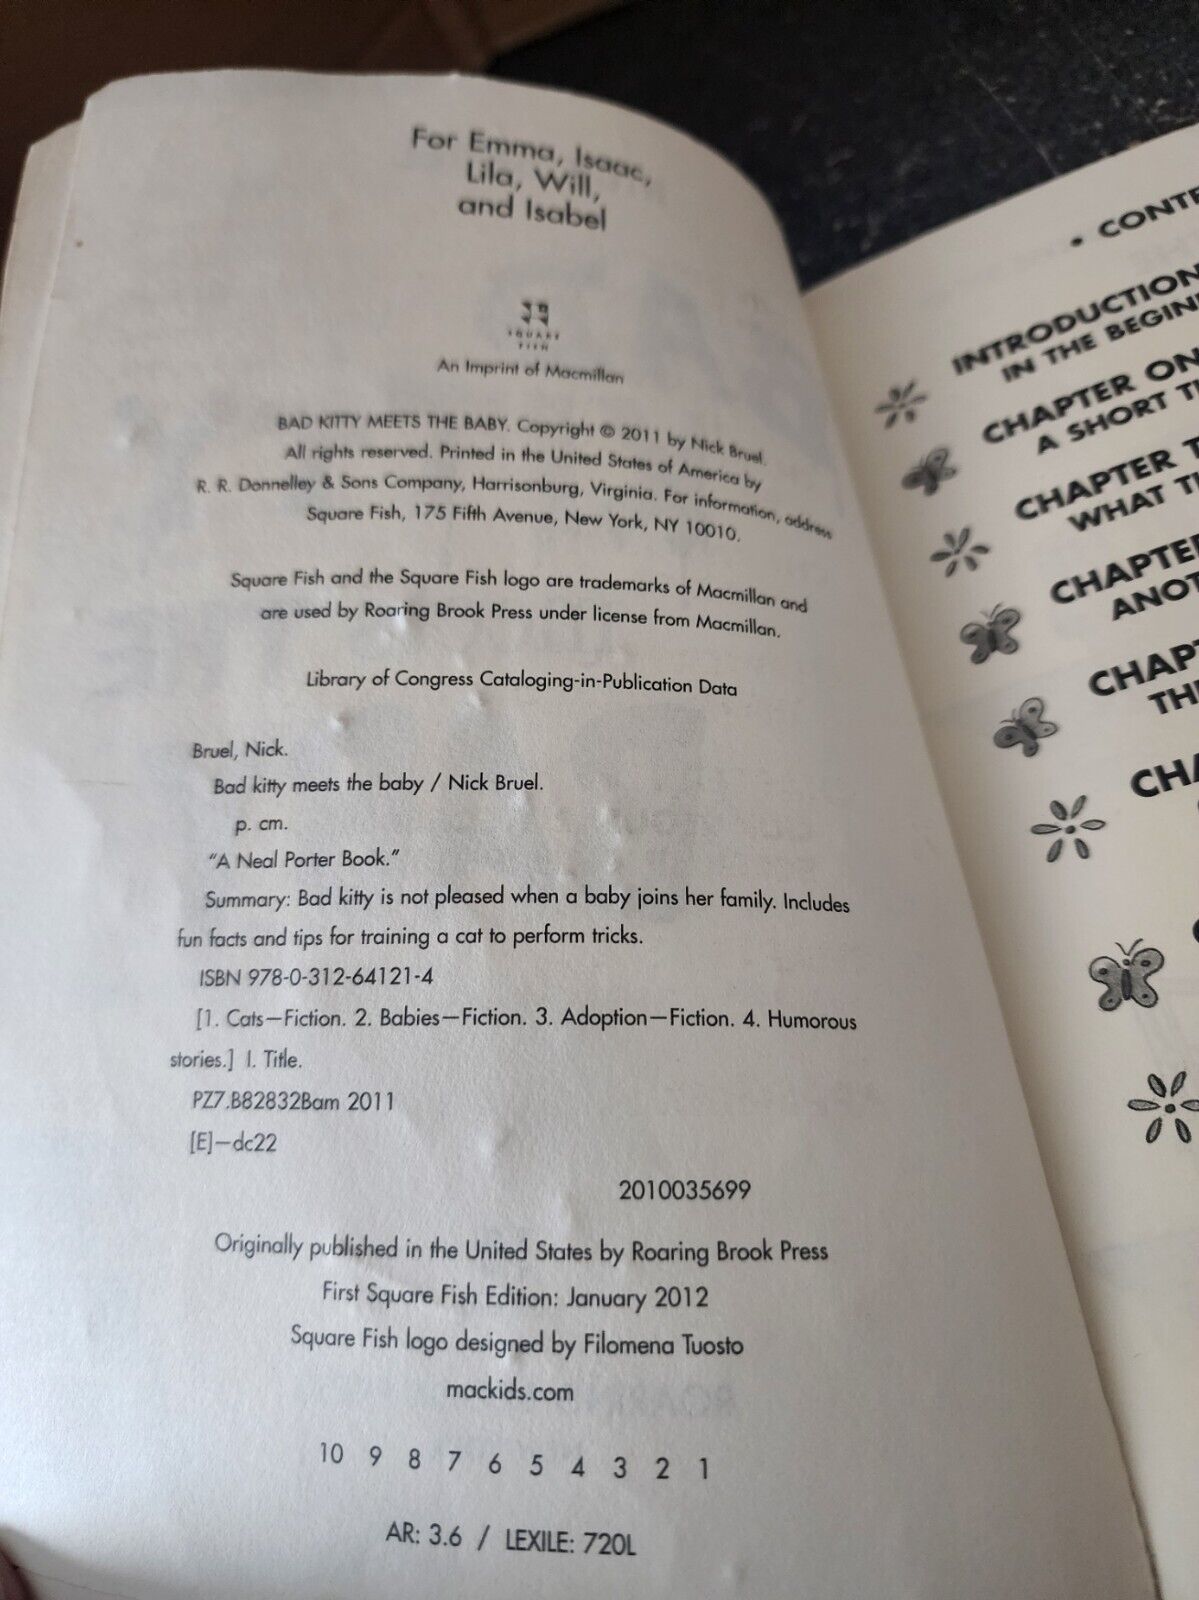 For Emma, Isaac,
Lila, Will,
and Isabel
SQUARE
FISH
An Imprint of Macmillan
BAD KITTY MEETS THE BABY. Copyright © 2011 by Nick Bruel.
All rights reserved. Printed in the United States of America by
R. R. Donnelley & Sons Company, Harrisonburg, Virginia. For information, address
Square Fish, 175 Fifth Avenue, New York, NY 10010.
Square Fish and the Square Fish logo are trademarks of Macmillan and
are used by Roaring Brook Press under license from Macmillan.
Library of Congress Cataloging-in-Publication Data
Bruel, Nick.
Bad kitty meets the baby / Nick Bruel.
p. cm.
“A Neal Porter Book.”
Summary: Bad kitty is not pleased when a baby joins her family. Includes
fun facts and tips for training a cat to perform tricks.
ISBN 978-0-312-64121-4
[1. Cats—Fiction. 2. Babies—Fiction. 3. Adoption—Fiction. 4. Humorous
stories.] I. Title.
PZ7.B82832Bam 2011
[E]—dc22
2010035699
Originally published in the United States by Roaring Brook Press
First Square Fish Edition: January 2012
Square Fish logo designed by Filomena Tuosto
mackids.com
10 9 8 7 6 5 4 3 2 1
AR: 3.6 / LEXILE: 720L
• CONTE
INTRODUCTION
IN THE BEGIN
CHAPTER ON
A SHORT T
CHAPTER T
WHAT T
CHAPTER
ANOT
CHAPT
TH
CHA